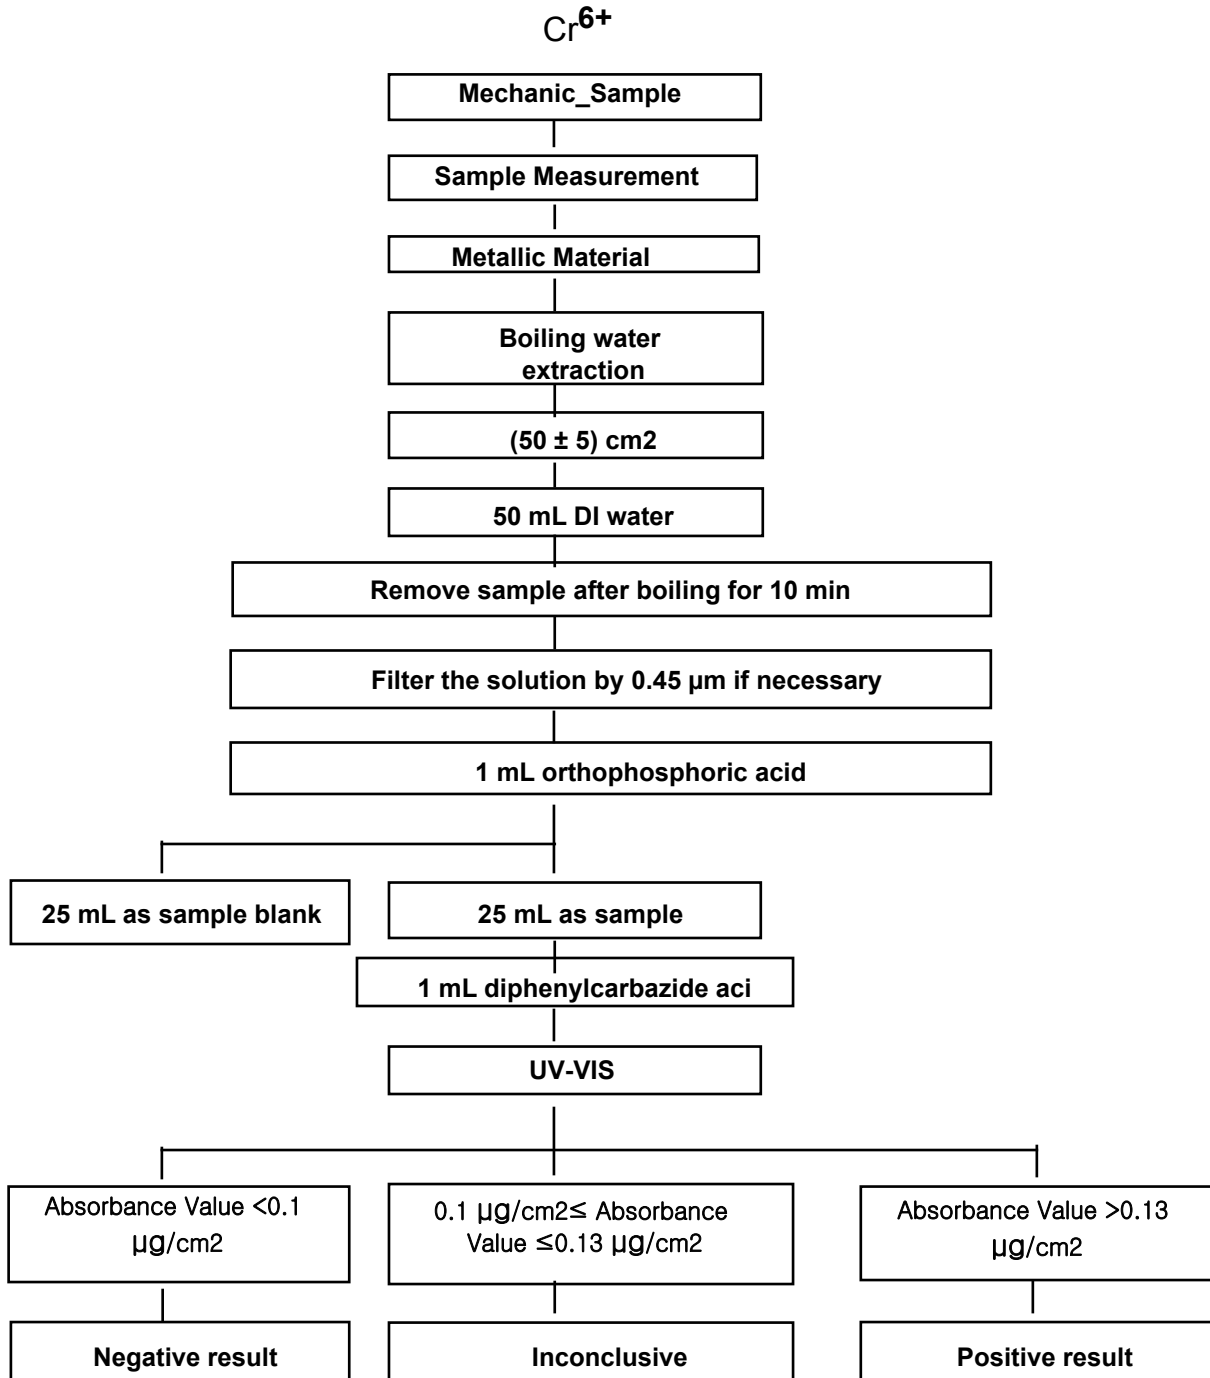 Cr6+
Mechanic_Sample
Sample Measurement
Metallic Material
Boiling water
extraction
(50 ± 5) cm2
50 mL DI water
Remove sample after boiling for 10 min
Filter the solution by 0.45 µm if necessary
1 mL orthophosphoric acid
25 mL as sample blank
25 mL as sample
1 mL diphenylcarbazide aci
UV-VIS
Absorbance Value <0.1
µg/cm2
0.1 µg/cm2≤ Absorbance
Value ≤0.13 µg/cm2
Absorbance Value >0.13
µg/cm2
Negative result
Inconclusive
Positive result